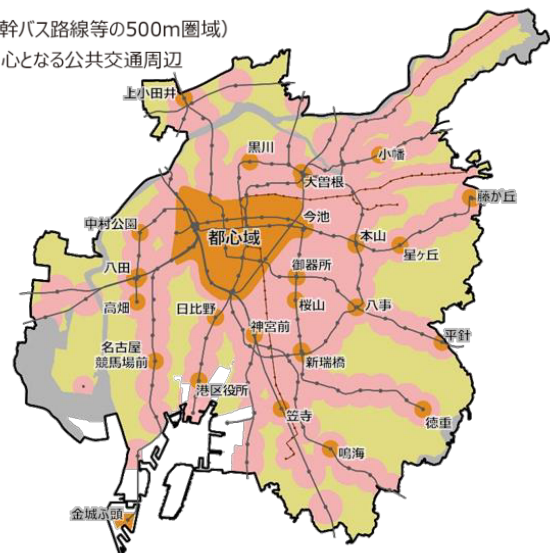 幹バス路線等の500m圏域)
心となる公共交通周辺
上小田井
黒川
小幡
大曽根
藤が丘
中村公園
今池
都心域
本山
星ヶ丘
八田
御器所
高畑
日比野
桜山
八事
神宮前
平針
名古屋
競馬場前
新瑞橋
港区役所
笠寺
徳重
鳴海
金城ふ頭